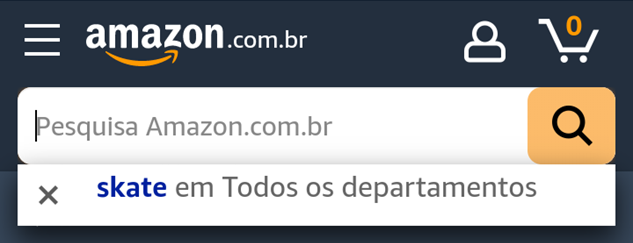 amazon.com.br
0
Pesquisa Amazon.com.br
skate em Todos os departamentos